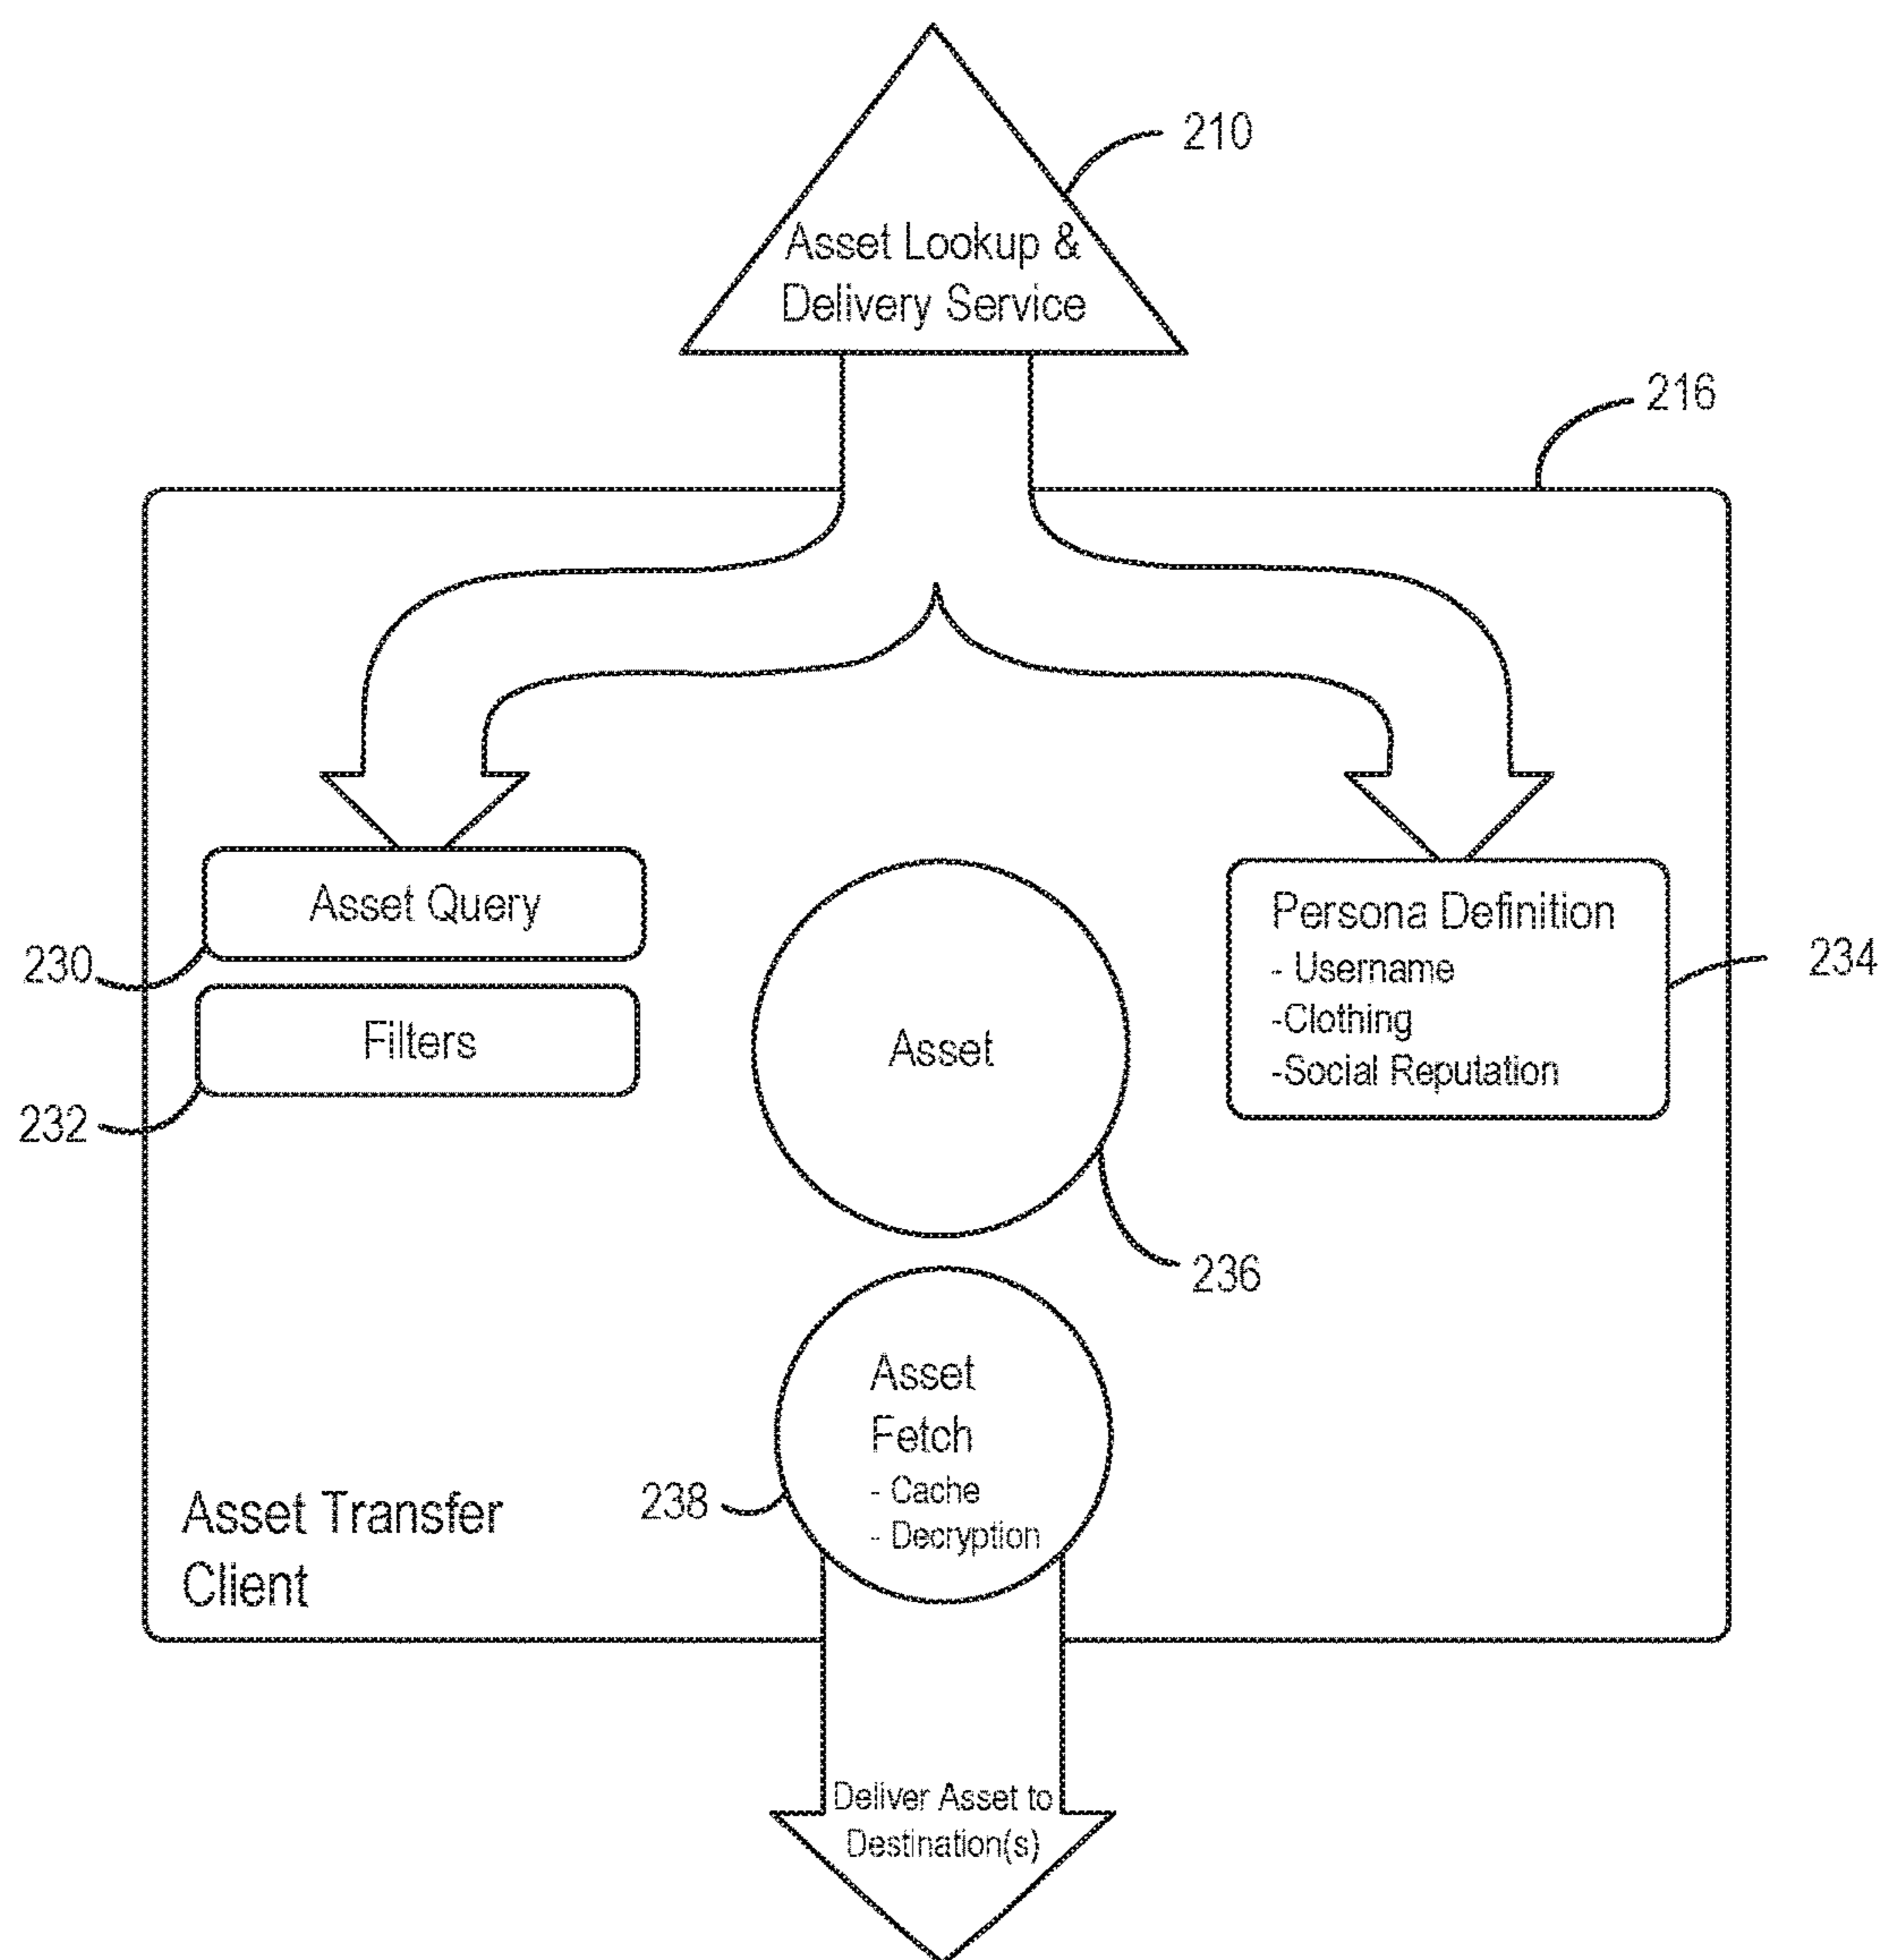 210
Asset Lookup &
Delivery Service
216
Asset Query
230
Filters
232
Asset
236
Persona Definition
- Username
-Clothing
-Social Reputation
234
Asset
Fetch
- Cache
- Decryption
238
Asset Transfer
Client
Deliver Asset to
Destination(s)